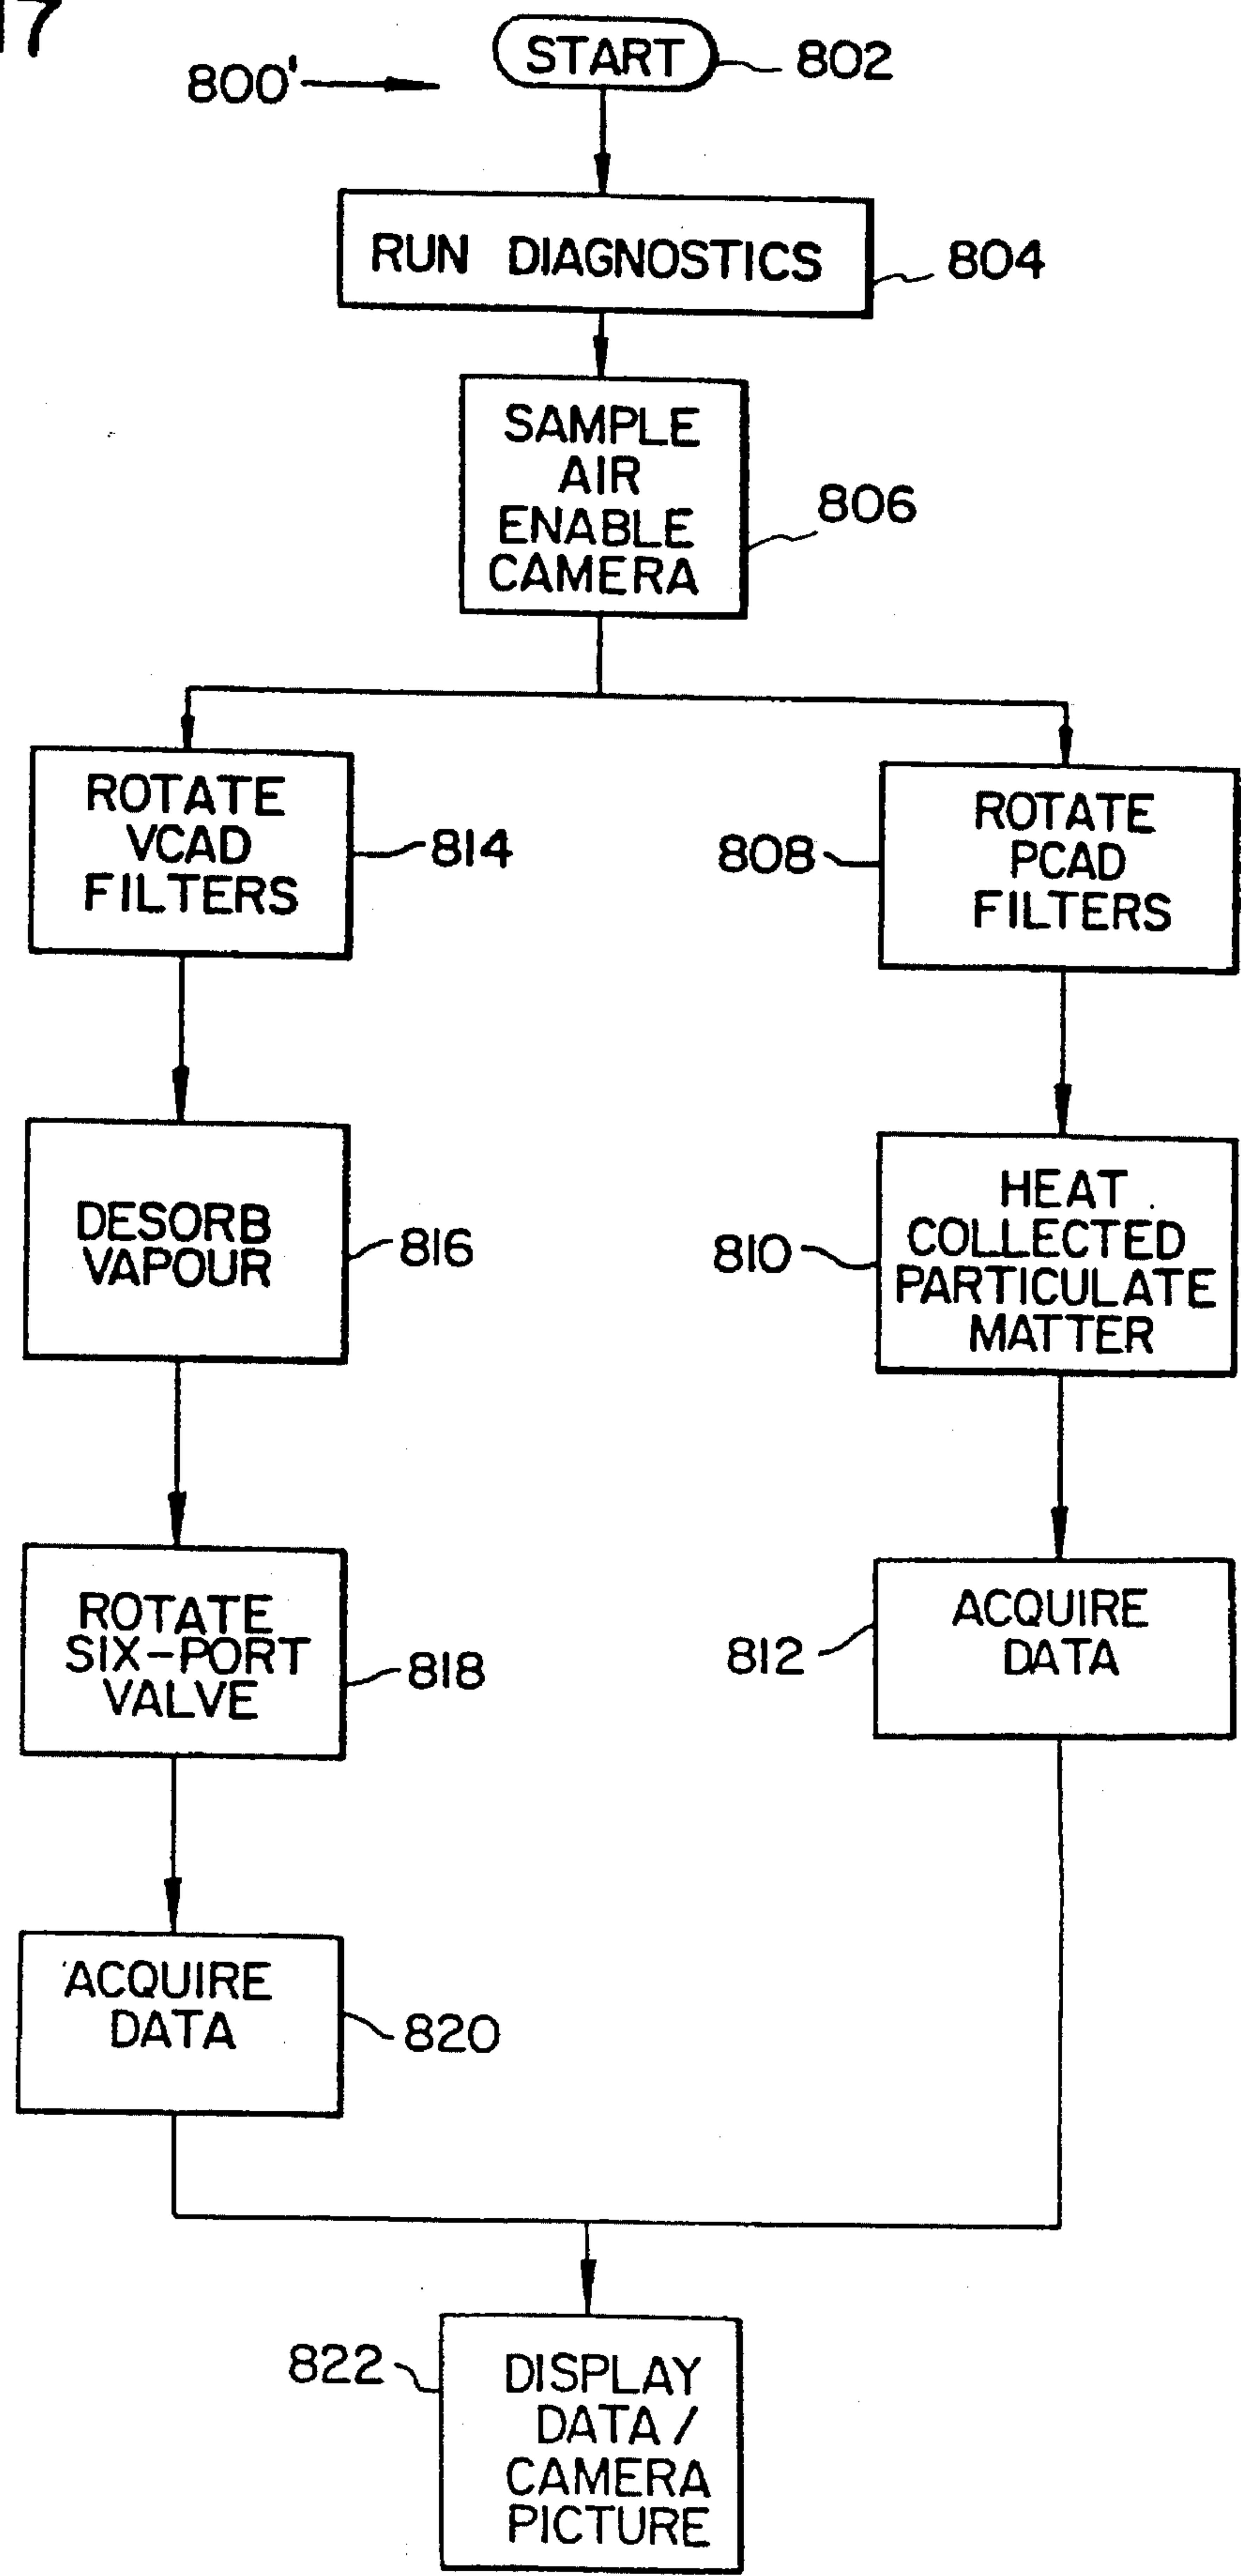 17
800'
START
802
RUN DIAGNOSTICS
804
SAMPLE
AIR
ENABLE
CAMERA
806
ROTATE
VCAD
FILTERS
814
808
ROTATE
PCAD
FILTERS
DESORB
VAPOUR
816
810
HEAT
COLLECTED
PARTICULATE
MATTER
ROTATE
SIX-PORT
VALVE
818
812
ACQUIRE
DATA
ACQUIRE
DATA
820
822
DISPLAY
DATA/
CAMERA
PICTURE